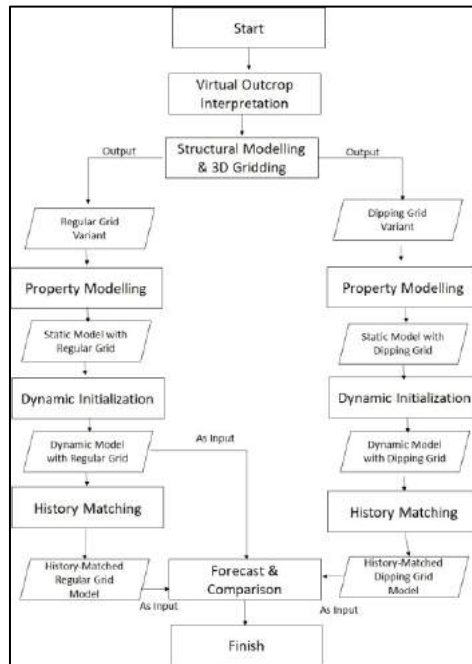 Start
Virtual Outcrop
Interpretation
Structural Modelling
& 3D Gridding
Output
Output
Regular Grid
Variant
Dipping Grid
Variant
Property Modelling
Property Modelling
Static Model with
Regular Grid
Static Model with
Dipping Grid
Dynamic Initialization
Dynamic Initialization
Dynamic Model
with Regular Grid
As Input
Dynamic Model
with Dipping Grid
History Matching
History Matching
History-Matched
Regular Grid
Model
As Input
Forecast &
Comparison
As Input
History-Matched
Dipping Grid
Model
Finish